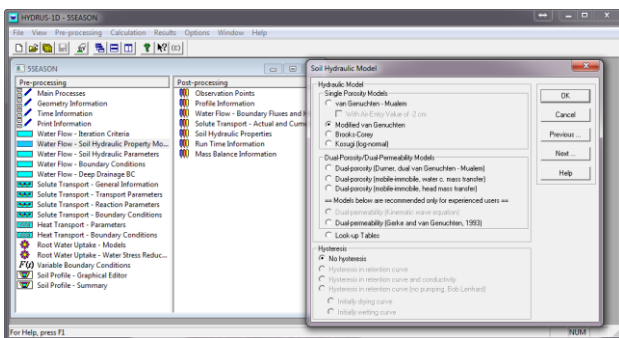 HYDRUS-1D - 5SEASON
File View Pre-processing Calculation Results Options Window Help
5SEASON
Pre-processing
Main Processes
Geometry Information
Time Information
Print Information
Water Flow - Iteration Criteria
Water Flow - Soil Hydraulic Property Mo...
Water Flow - Soil Hydraulic Parameters
Water Flow - Boundary Conditions
Water Flow - Deep Drainage BC
Solute Transport - General Information
Solute Transport - Transport Parameters
Solute Transport - Reaction Parameters
Solute Transport - Boundary Conditions
Heat Transport - Parameters
Heat Transport - Boundary Conditions
Root Water Uptake - Models
Root Water Uptake - Water Stress Reduc...
F(t) Variable Boundary Conditions
Soil Profile - Graphical Editor
Soil Profile - Summary
Post-processing
Observation Points
Profile Information
Water Flow - Boundary Fluxes and H
Solute Transport - Actual and Cumu
Soil Hydraulic Properties
Run Time Information
Mass Balance Information
Soil Hydraulic Model
Hydraulic Model
Single Porosity Models
van Genuchten - Mualem
With Air-Entry Value of -2 cm
Modified van Genuchten
Brooks-Corey
Kosugi (log-normal)
Dual-Porosity/Dual-Permeability Models
Dual-porosity (Durner, dual van Genuchten - Mualem)
Dual-porosity (mobile-immobile, water c. mass transfer)
Dual-porosity (mobile-immobile, head mass transfer)
== Models below are recommended only for experienced users ==
Dual-permeability (Kinematic wave equation)
Dual-permeability (Gerke and van Genuchten, 1993)
Look-up Tables
Hysteresis
No hysteresis
Hysteresis in retention curve
Hysteresis in retention curve and conductivity
Hysteresis in retention curve (no pumping, Bob Lenhard)
Initially drying curve
Initially wetting curve
OK
Cancel
Previous ...
Next ...
Help
For Help, press F1
NUM